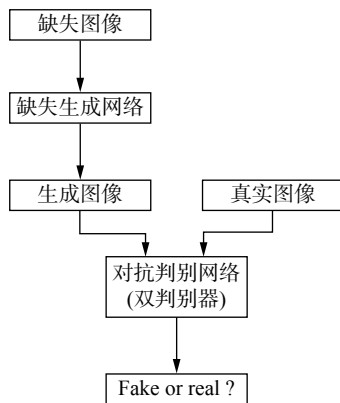 缺失图像
缺失生成网络
生成图像
真实图像
对抗判别网络
(双判别器)
Fake or real ?